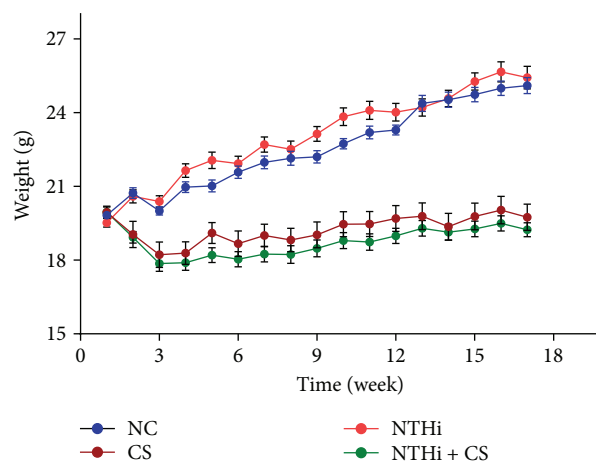 27
24
21
18
15
Weight (g)
0 3 6 9 12 15 18
Time (week)
NC NTHi
CS NTHi + CS